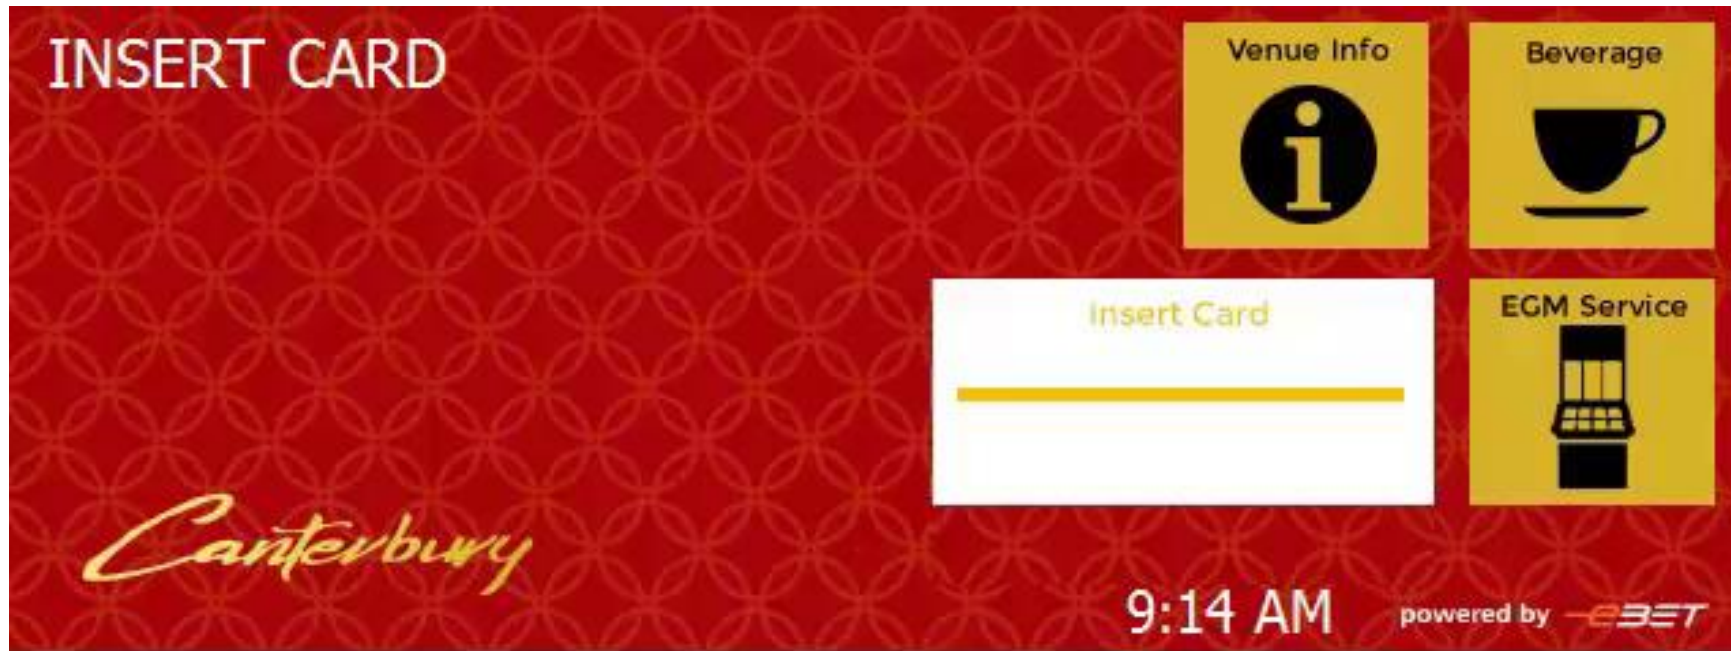 INSERT CARD
Venue Info
Beverage
Insert Card
EGM Service
Canterbury
9:14 AM
powered by eBET